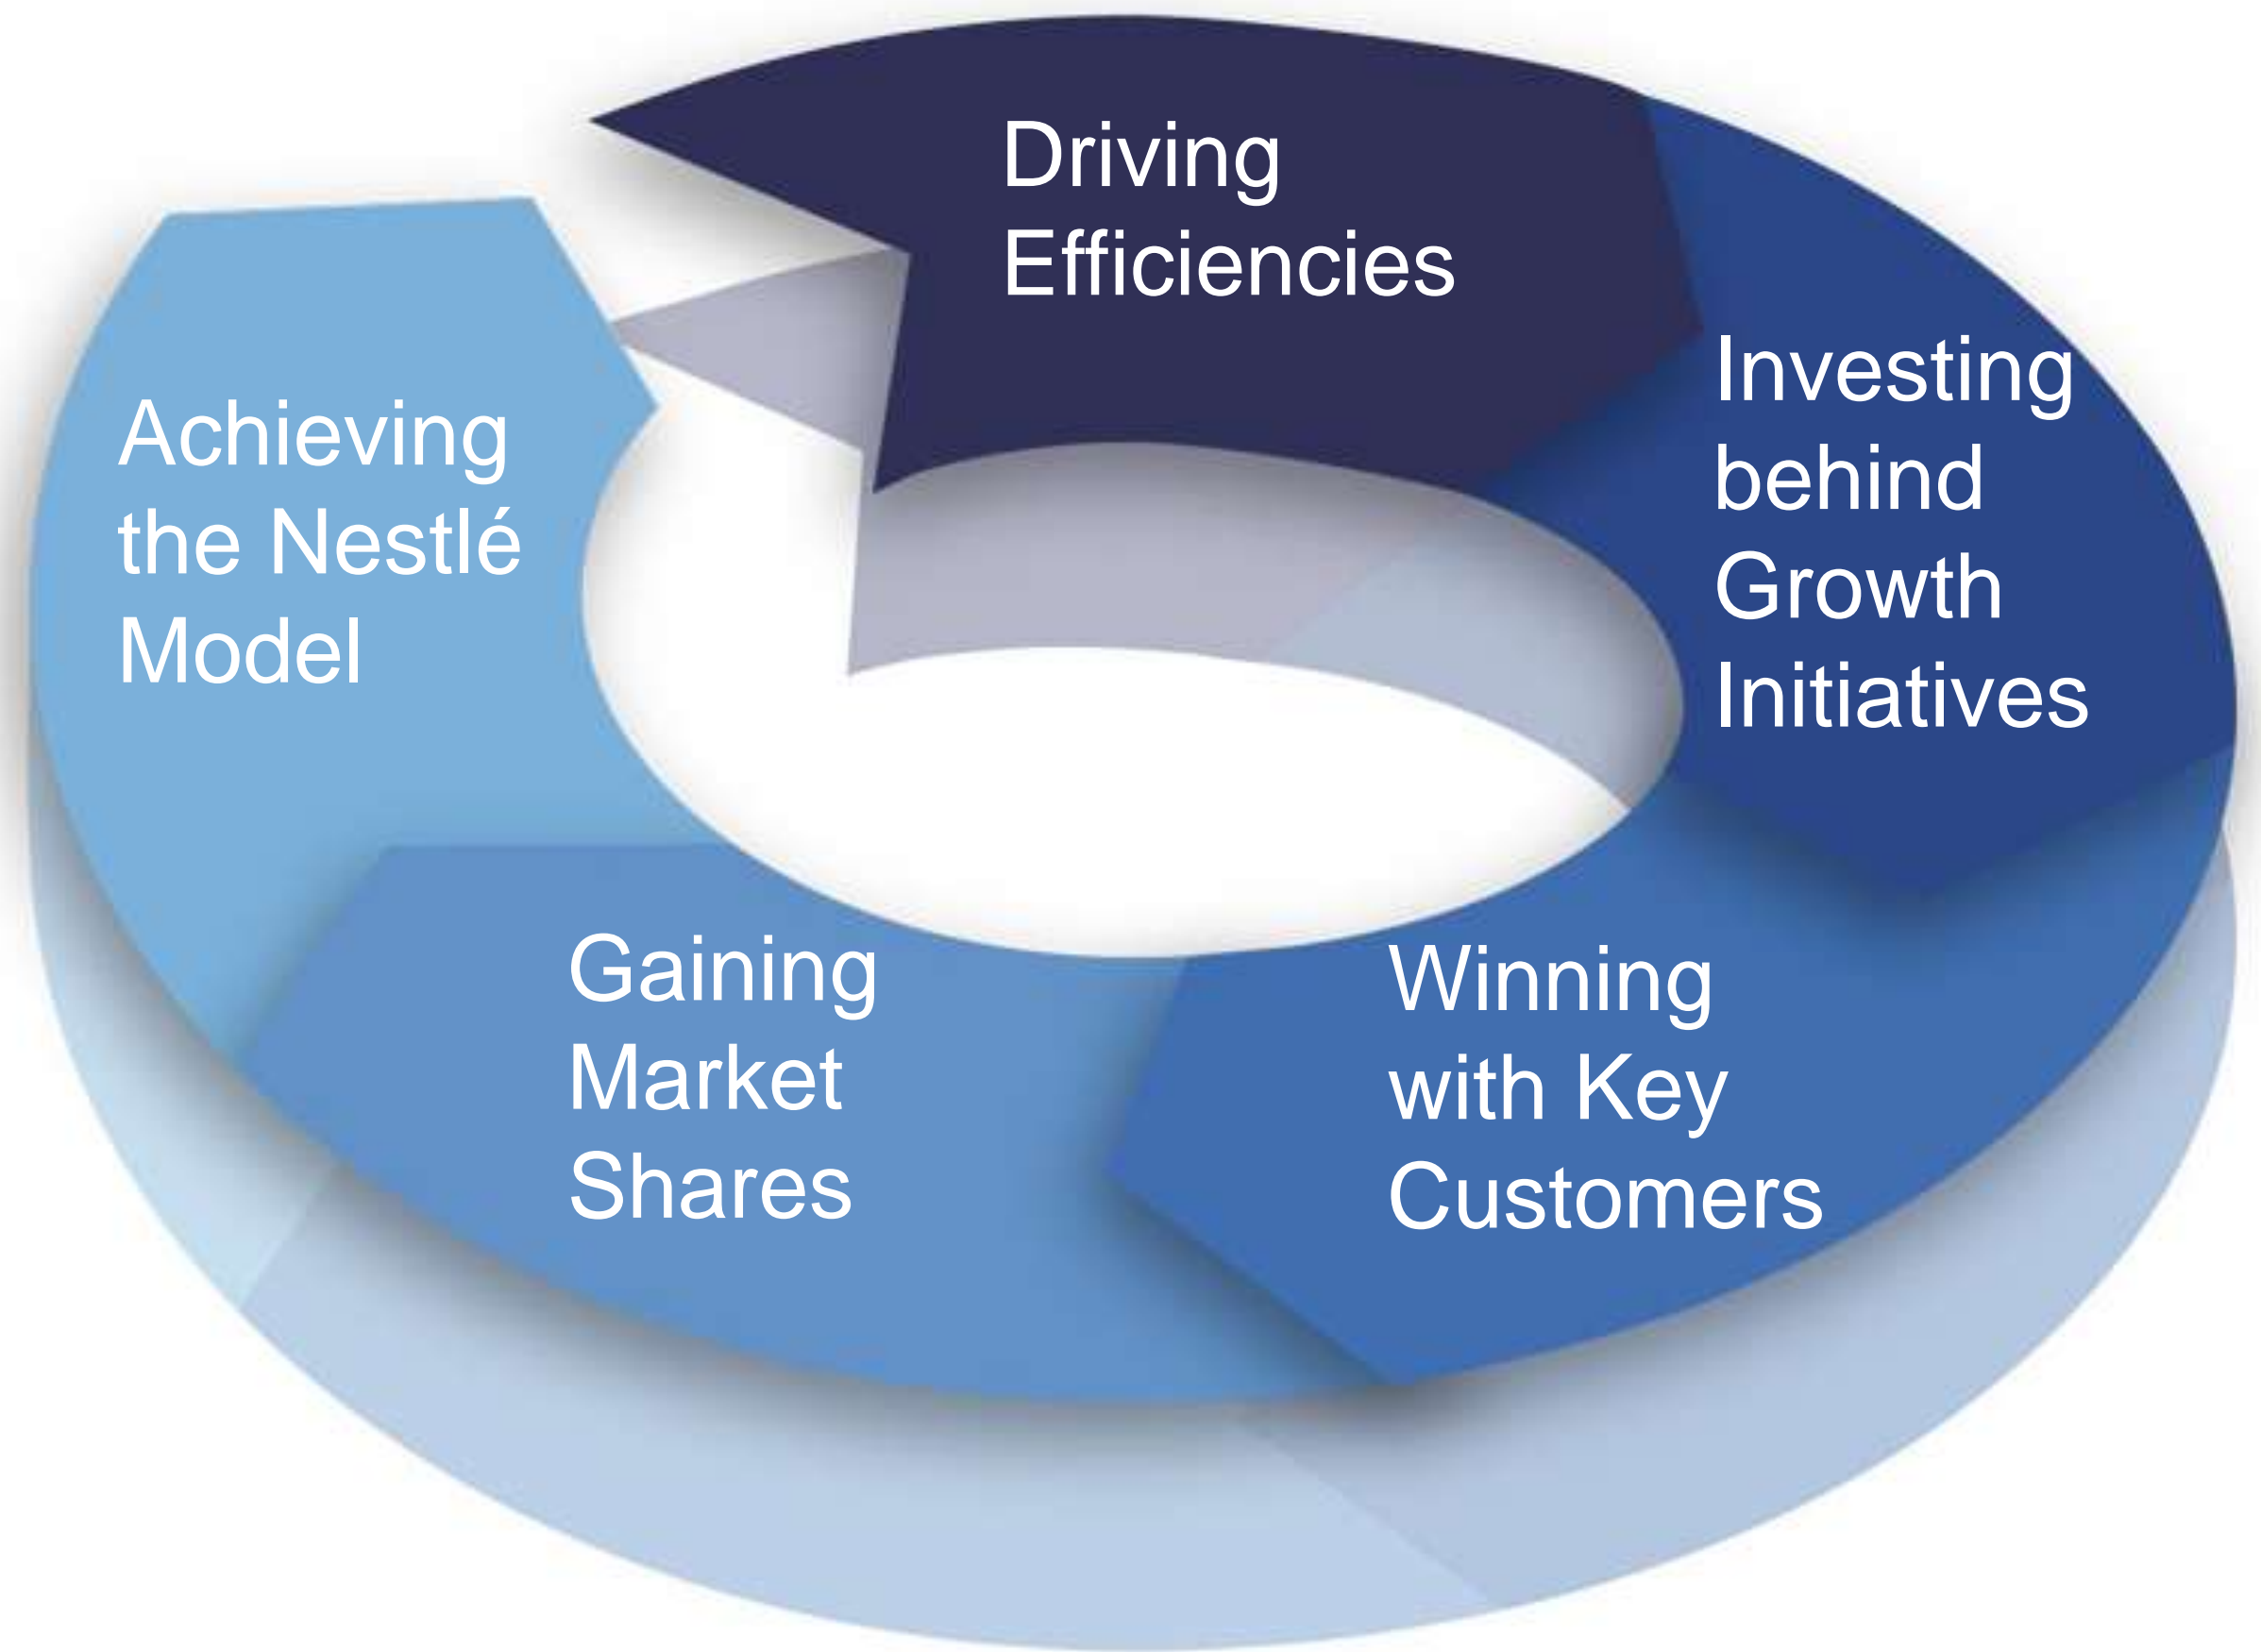 Driving
Efficiencies
Investing
behind
Growth
Initiatives
Winning
with Key
Customers
Gaining
Market
Shares
Achieving
the Nestlé
Model